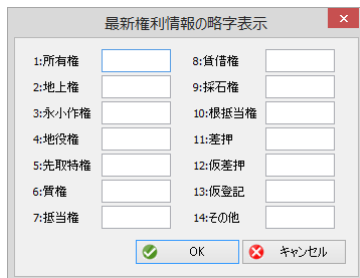 最新権利情報の略字表示
1:所有権
2:地上権
3:永小作権
4:地役権
5:先取特権
6:質権
7:抵当権
8:賃借権
9:採石権
10:根抵当権
11:差押
12:仮差押
13:仮登記
14:その他
OK
キャンセル